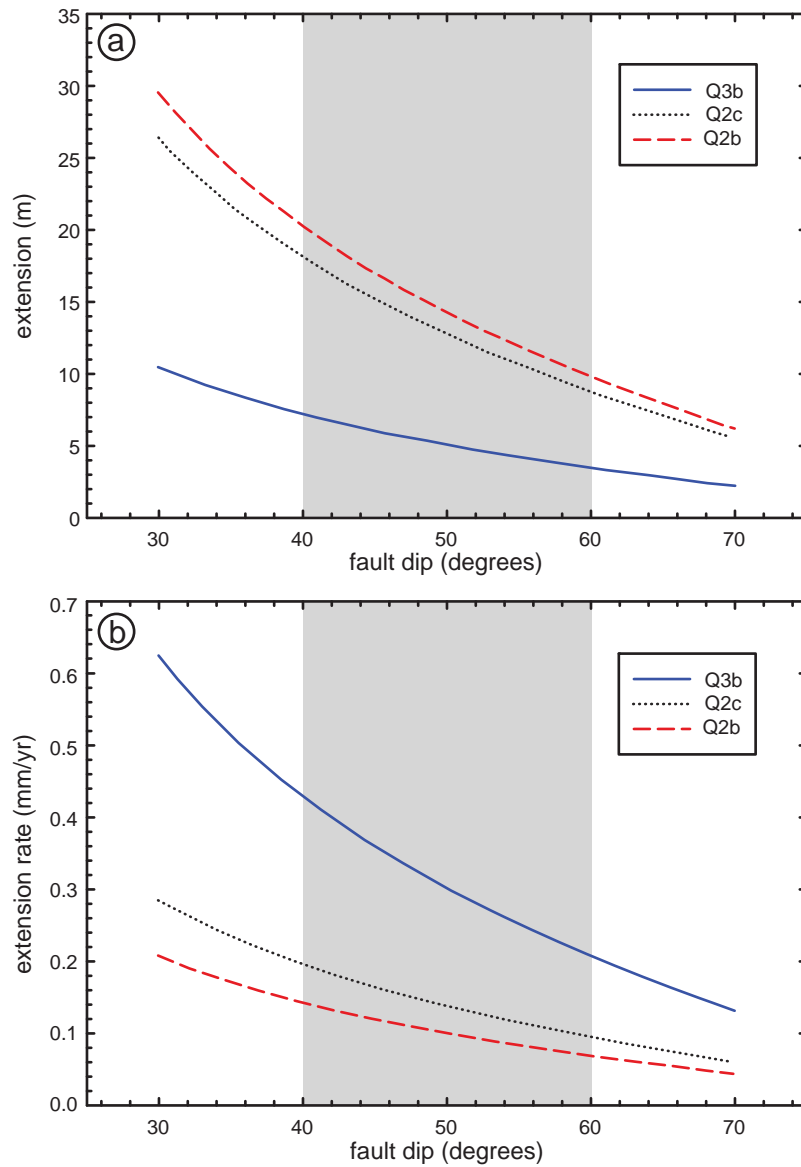 a
35
30
25
20
15
10
5
0
extension (m)
Q3b
Q2c
Q2b
30 40 50 60 70
fault dip (degrees)
b
0.7
0.6
0.5
0.4
0.3
0.2
0.1
0.0
extension rate (mm/yr)
Q3b
Q2c
Q2b
30 40 50 60 70
fault dip (degrees)